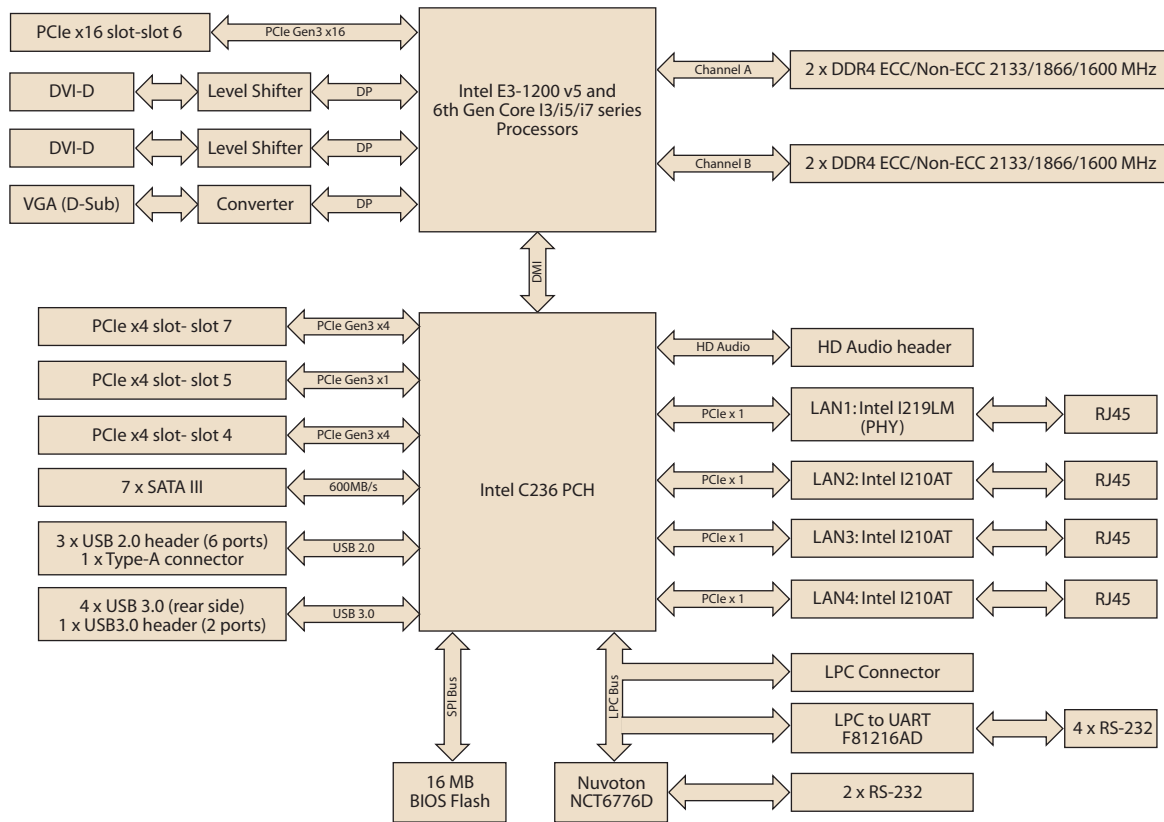 PCIe x16 slot-slot 6
PCIe Gen3 x16
DVI-D
Level Shifter
DP
DVI-D
Level Shifter
DP
VGA (D-Sub)
Converter
DP
Intel E3-1200 v5 and
6th Gen Core I3/i5/i7 series
Processors
Channel A
2 x DDR4 ECC/Non-ECC 2133/1866/1600 MHz
Channel B
2 x DDR4 ECC/Non-ECC 2133/1866/1600 MHz
DMI
PCIe x4 slot- slot 7
PCIe Gen3 x4
PCIe x4 slot- slot 5
PCIe Gen3 x1
PCIe x4 slot- slot 4
PCIe Gen3 x4
7 x SATA III
600MB/s
3 x USB 2.0 header (6 ports)
1 x Type-A connector
USB 2.0
4 x USB 3.0 (rear side)
1 x USB3.0 header (2 ports)
USB 3.0
Intel C236 PCH
HD Audio
HD Audio header
PCIe x 1
LAN1: Intel I219LM
(PHY)
RJ45
PCIe x 1
LAN2: Intel I210AT
RJ45
PCIe x 1
LAN3: Intel I210AT
RJ45
PCIe x 1
LAN4: Intel I210AT
RJ45
SPI Bus
LPC Bus
LPC Connector
LPC to UART
F81216AD
4 x RS-232
16 MB
BIOS Flash
Nuvoton
NCT6776D
2 x RS-232